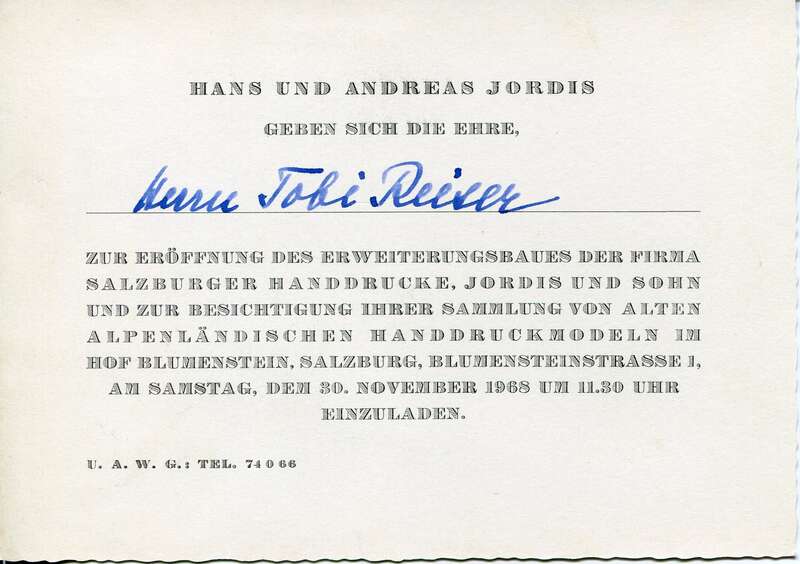 HANS UND ANDREAS JORDIS
GEBEN SICH DIE EHRE,
Herrn Tobi Reiser
ZUR ERÖFFNUNG DES ERWEITERUNGSBAUES DER FIRMA
SALZBURGER HANDDRUCKE, JORDIS UND SOHN
UND ZUR BESICHTIGUNG IHRER SAMMLUNG VON ALTEN
ALPENLÄNDISCHEN HANDDRUCKMODELN IM
HOF BLUMENSTEIN, SALZBURG, BLUMENSTEINSTRASSE 1,
AM SAMSTAG, DEM 30. NOVEMBER 1968 UM 11.30 UHR
EINZULADEN.
U. A. W. G.: TEL. 74066